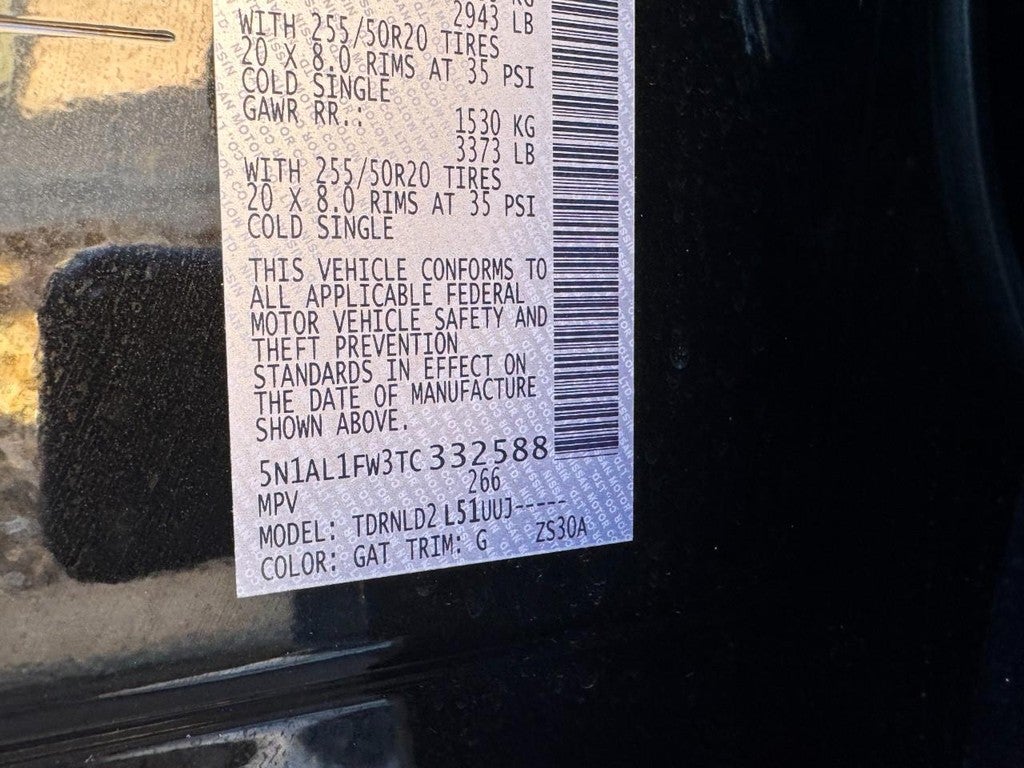 KG
2943 LB
WITH 255/50R20 TIRES
20 X 8.0 RIMS AT 35 PSI
COLD SINGLE
GAWR RR.:
1530 KG
3373 LB
WITH 255/50R20 TIRES
20 X 8.0 RIMS AT 35 PSI
COLD SINGLE
THIS VEHICLE CONFORMS TO
ALL APPLICABLE FEDERAL
MOTOR VEHICLE SAFETY AND
THEFT PREVENTION
STANDARDS IN EFFECT ON
THE DATE OF MANUFACTURE
SHOWN ABOVE.
5N1AL1FW3TC332588
MPV 266
MODEL: TDRNLD2 L51UUJ-----
COLOR: GAT TRIM: G ZS30A